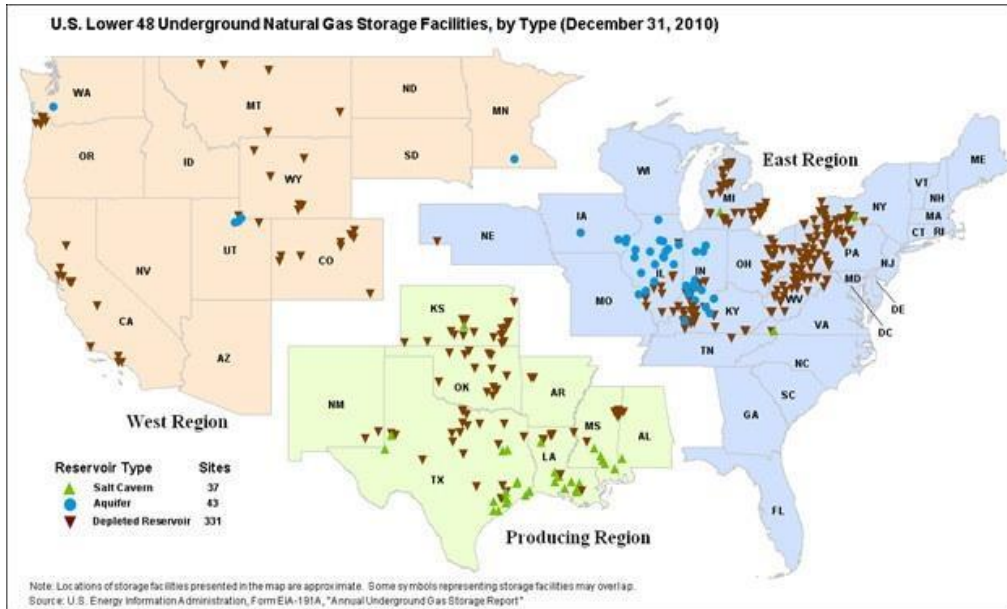 U.S. Lower 48 Underground Natural Gas Storage Facilities, by Type (December 31, 2010)
WA
MT
ND
MN
OR
ID
SD
WY
WI
East Region
ME
MI
VT
NH
NY
MA
CT
RI
IA
NE
NV
UT
CO
IL
IN
OH
PA
NJ
MD
DE
DC
WV
MO
KY
VA
CA
KS
TN
NC
AZ
NM
OK
AR
SC
MS
AL
GA
West Region
TX
LA
FL
Reservoir Type Sites
Salt Cavern 37
Aquifer 43
Depleted Reservoir 331
Producing Region
Note: Locations of storage facilities presented in the map are approximate. Some symbols representing storage facilities may overlap.
Source: U.S. Energy Information Administration, Form EIA-191A, "Annual Underground Gas Storage Report"